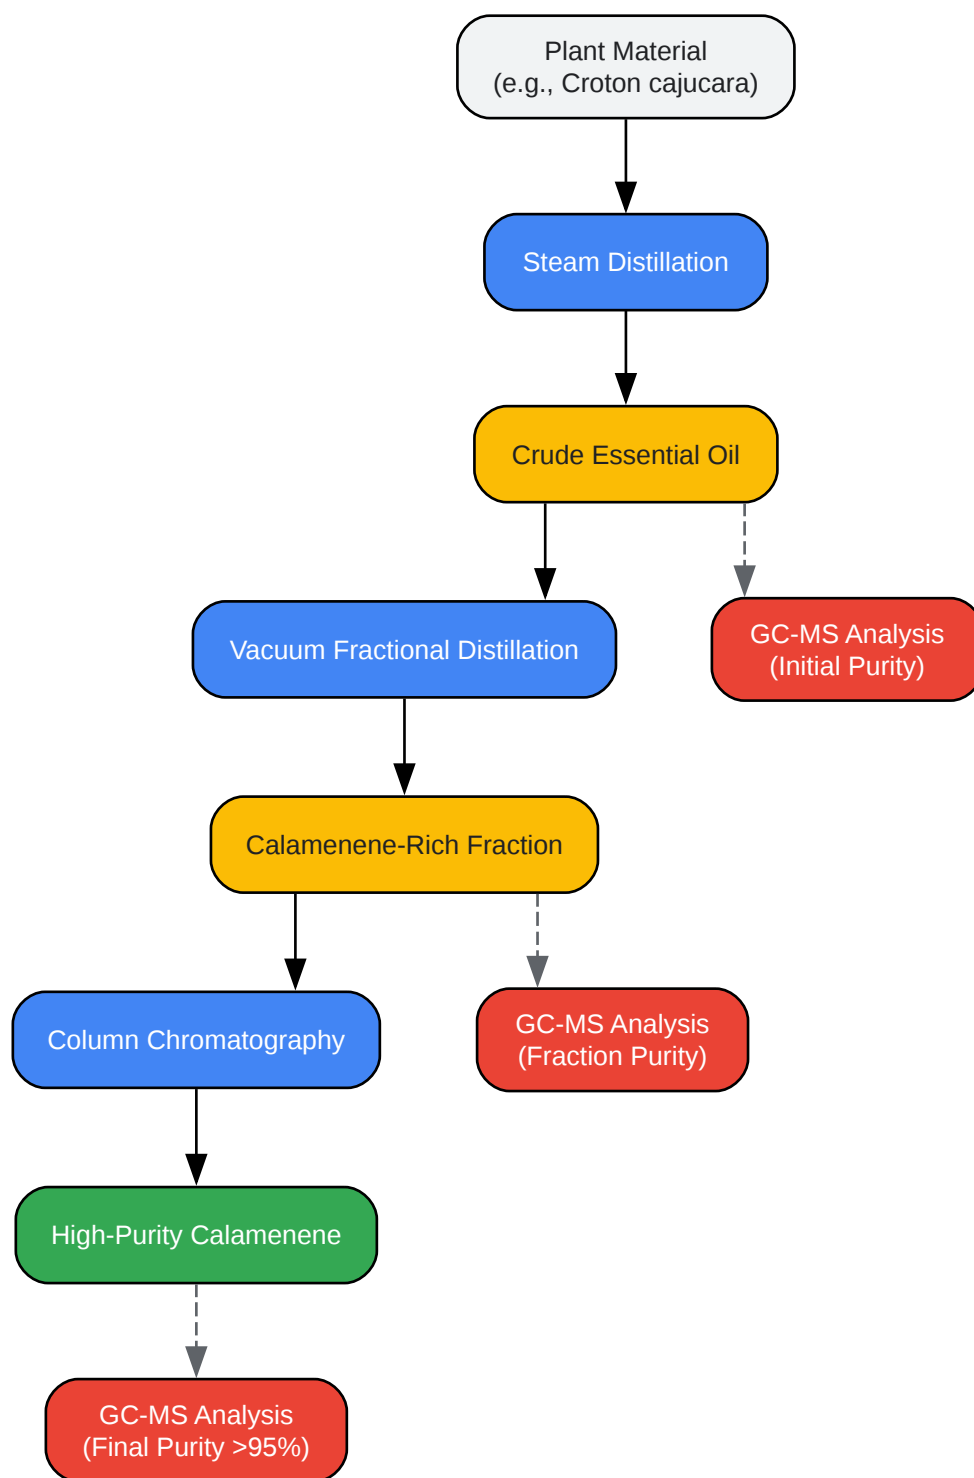 Plant Material
(e.g., Croton cajucara)
Steam Distillation
Crude Essential Oil
Vacuum Fractional Distillation
GC-MS Analysis
(Initial Purity)
Calamenene-Rich Fraction
Column Chromatography
GC-MS Analysis
(Fraction Purity)
High-Purity Calamenene
GC-MS Analysis
(Final Purity >95%)